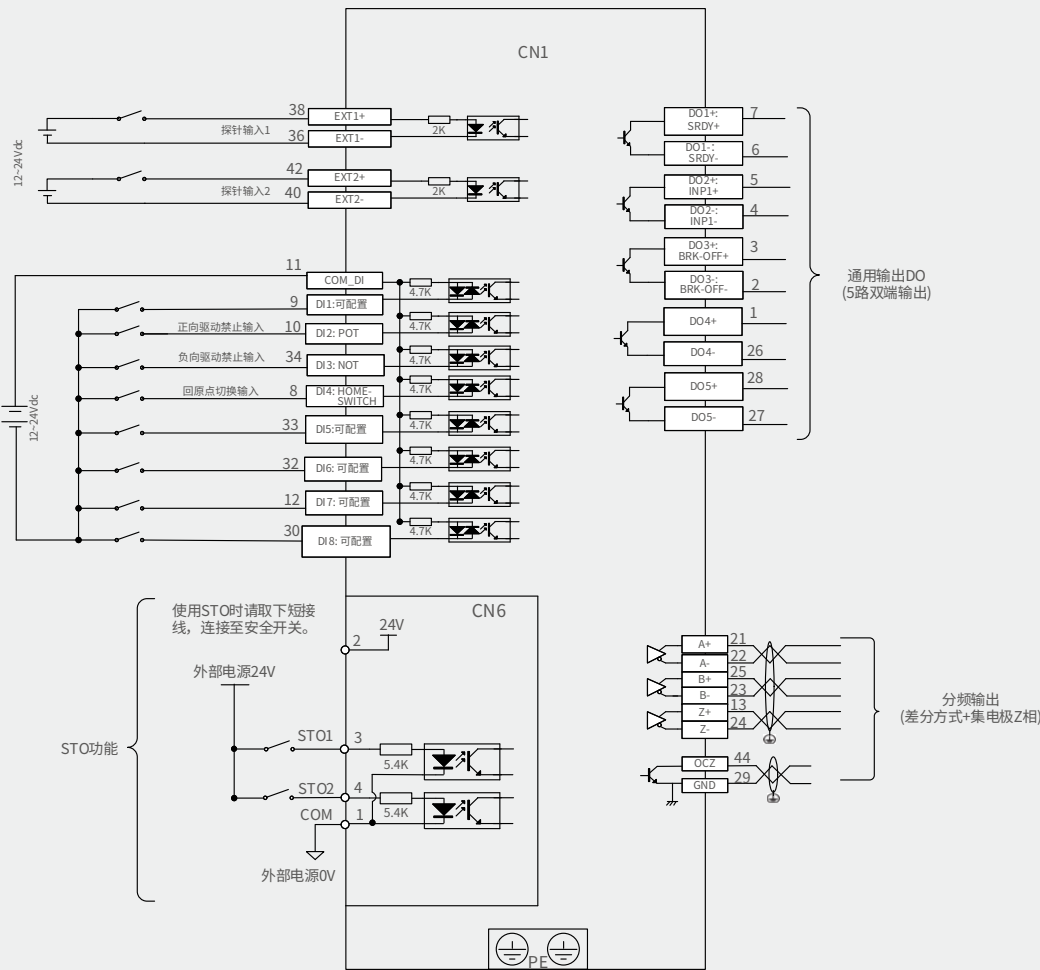 CN1
12~24Vdc
38
EXT1+
2K
探针输入1
36
EXT1-
42
EXT2+
2K
探针输入2
40
EXT2-
11
COM_DI
4.7K
9
DI1:可配置
4.7K
正向驱动禁止输入
10
DI2: POT
4.7K
负向驱动禁止输入
34
DI3: NOT
4.7K
回原点切换输入
8
DI4: HOME-
SWITCH
4.7K
12~24Vdc
33
DI5:可配置
4.7K
32
DI6: 可配置
4.7K
12
DI7: 可配置
4.7K
30
DI8: 可配置
DO1+:
SRDY+
7
DO1-:
SRDY-
6
DO2+:
INP1+
5
DO2-:
INP1-
4
DO3+:
BRK-OFF+
3
DO3-:
BRK-OFF-
2
DO4+
1
DO4-
26
DO5+
28
DO5-
27
通用输出DO
(5路双端输出)
使用STO时请取下短接
线，连接至安全开关。
CN6
2
24V
外部电源24V
STO功能
STO1
3
5.4K
STO2
4
5.4K
COM
1
外部电源0V
A+
21
A-
22
B+
25
B-
23
Z+
13
Z-
24
OCZ
44
GND
29
分频输出
(差分方式+集电极Z相)
PE